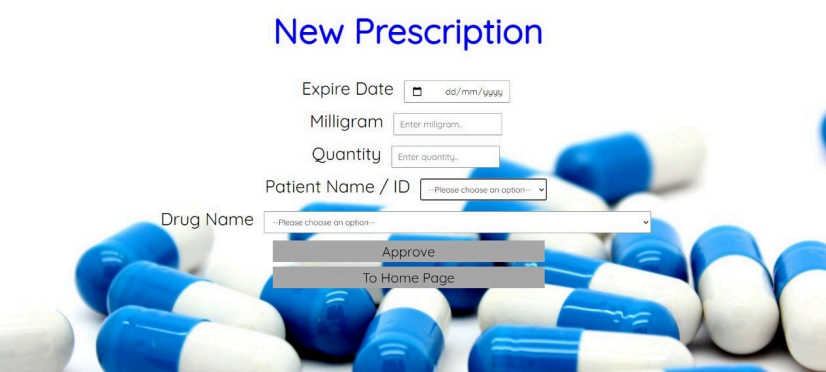 New Prescription
Expire Date dd/mm/yyyy
Milligram Enter miligram..
Quantity Enter quantity..
Patient Name / ID --Please choose an option--
Drug Name --Please choose an option--
Approve
To Home Page